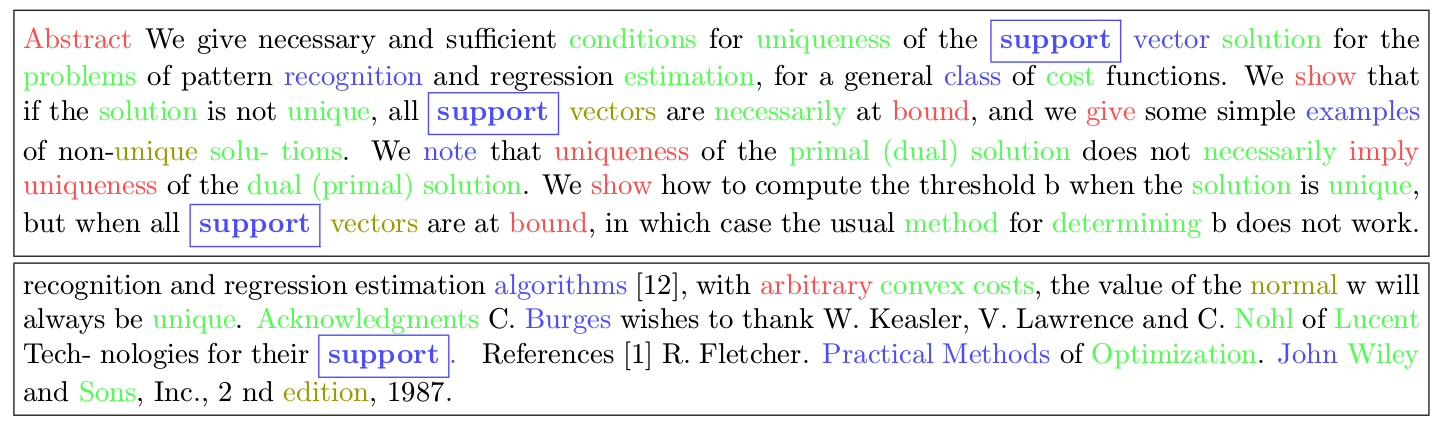 Abstract We give necessary and sufficient conditions for uniqueness of the support vector solution for the
problems of pattern recognition and regression estimation, for a general class of cost functions. We show that
if the solution is not unique, all support vectors are necessarily at bound, and we give some simple examples
of non-unique solu- tions. We note that uniqueness of the primal (dual) solution does not necessarily imply
uniqueness of the dual (primal) solution. We show how to compute the threshold b when the solution is unique,
but when all support vectors are at bound, in which case the usual method for determining b does not work.
recognition and regression estimation algorithms [12], with arbitrary convex costs, the value of the normal w will
always be unique. Acknowledgments C. Burges wishes to thank W. Keasler, V. Lawrence and C. Nohl of Lucent
Tech- nologies for their support. References [1] R. Fletcher. Practical Methods of Optimization. John Wiley
and Sons, Inc., 2 nd edition, 1987.